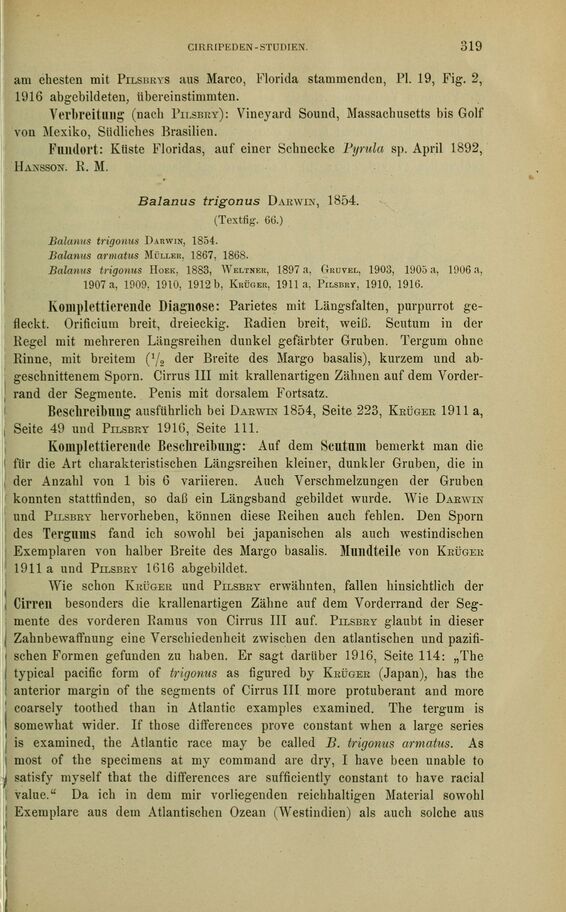 CIRRIPEDEN-STUDIEN. 319
am ehesten mit PILSBRYS aus Marco, Florida stammenden, Pl. 19, Fig. 2,
1916 abgebildeten, übereinstimmten.
Verbreitung (nach PILSBRY): Vineyard Sound, Massachusetts bis Golf
von Mexiko, Südliches Brasilien.
Fundort: Küste Floridas, auf einer Schnecke Pyrula sp. April 1892,
HANSSON. R. M.
Balanus trigonus DARWIN, 1854.
(Textfig. 66.)
Balanus trigonus DARWIN, 1854.
Balanus armatus MÜLLER, 1867, 1868.
Balanus trigonus HOEK, 1883, WELTNER, 1897 a, GRUVEL, 1903, 1905 a, 1906 a,
1907 a, 1909, 1910, 1912 b, KRÜGER, 1911 a, PILSBRY, 1910, 1916.
Komplettierende Diagnose: Parietes mit Längsfalten, purpurrot ge-
fleckt. Orificium breit, dreieckig. Radien breit, weiß. Scutum in der
Regel mit mehreren Längsreihen dunkel gefärbter Gruben. Tergum ohne
Rinne, mit breitem (1/2 der Breite des Margo basalis), kurzem und ab-
geschnittenem Sporn. Cirrus III mit krallenartigen Zähnen auf dem Vorder-
rand der Segmente. Penis mit dorsalem Fortsatz.
Beschreibung ausführlich bei DARWIN 1854, Seite 223, KRÜGER 1911 a,
Seite 49 und PILSBRY 1916, Seite 111.
Komplettierende Beschreibung: Auf dem Scutum bemerkt man die
für die Art charakteristischen Längsreihen kleiner, dunkler Gruben, die in
der Anzahl von 1 bis 6 variieren. Auch Verschmelzungen der Gruben
konnten stattfinden, so daß ein Längsband gebildet wurde. Wie DARWIN
und PILSBRY hervorheben, können diese Reihen auch fehlen. Den Sporn
des Tergums fand ich sowohl bei japanischen als auch westindischen
Exemplaren von halber Breite des Margo basalis. Mundteile von KRÜGER
1911 a und PILSBRY 1616 abgebildet.
Wie schon KRÜGER und PILSBRY erwähnten, fallen hinsichtlich der
Cirren besonders die krallenartigen Zähne auf dem Vorderrand der Seg-
mente des vorderen Ramus von Cirrus III auf. PILSBRY glaubt in dieser
Zahnbewaffnung eine Verschiedenheit zwischen den atlantischen und pazifi-
schen Formen gefunden zu haben. Er sagt darüber 1916, Seite 114: „The
typical pacific form of trigonus as figured by KRÜGER (Japan), has the
anterior margin of the segments of Cirrus III more protuberant and more
coarsely toothed than in Atlantic examples examined. The tergum is
somewhat wider. If those differences prove constant when a large series
is examined, the Atlantic race may be called B. trigonus armatus. As
most of the specimens at my command are dry, I have been unable to
satisfy myself that the differences are sufficiently constant to have racial
value.“ Da ich in dem mir vorliegenden reichhaltigen Material sowohl
Exemplare aus dem Atlantischen Ozean (Westindien) als auch solche aus